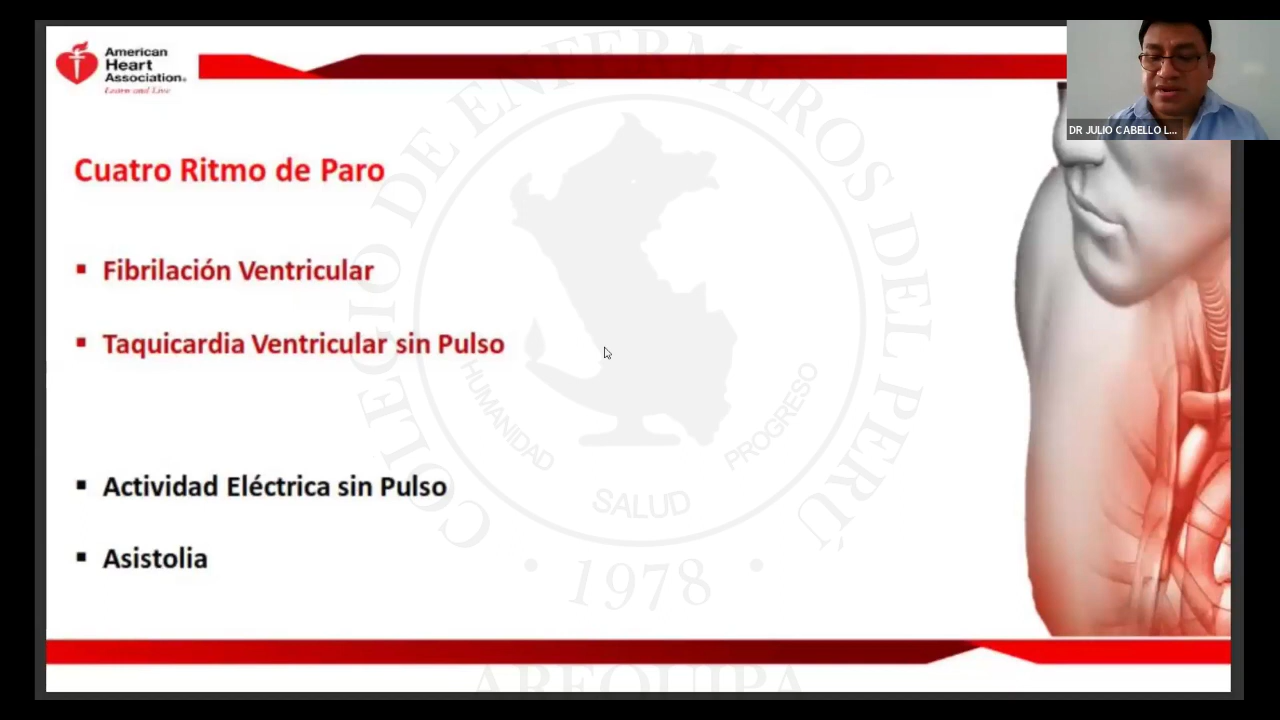 American
Heart
Association®
Learn and Live
DR JULIO CABELLO L...
Cuatro Ritmo de Paro
▪ Fibrilación Ventricular
▪ Taquicardia Ventricular sin Pulso
▪ Actividad Eléctrica sin Pulso
▪ Asistolia
COLEGIO DE ENFERMEROS DEL PERÚ
HUMANIDAD
SALUD
PROGRESO
• 1978 •
AREQUIPA